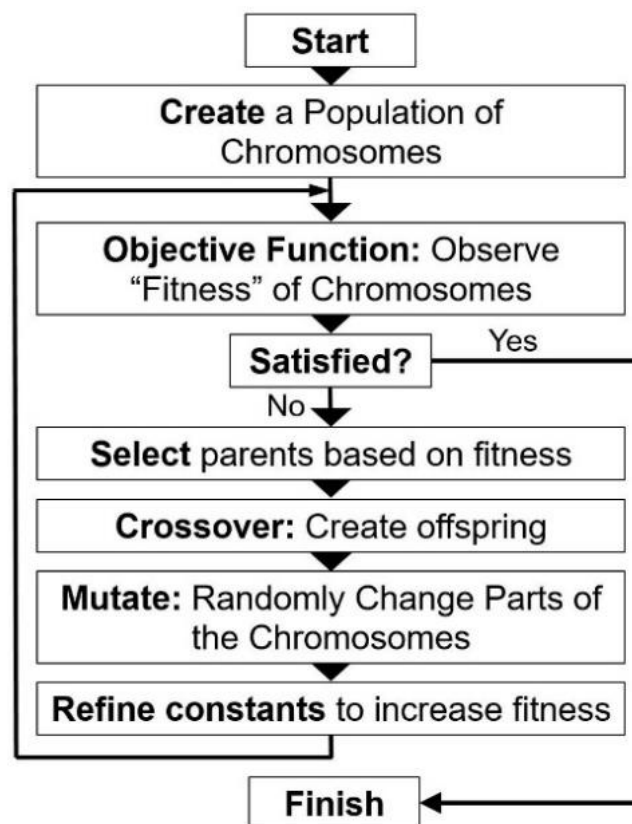 Start
Create a Population of
Chromosomes
Objective Function: Observe
“Fitness” of Chromosomes
Satisfied?
Yes
No
Select parents based on fitness
Crossover: Create offspring
Mutate: Randomly Change Parts of
the Chromosomes
Refine constants to increase fitness
Finish